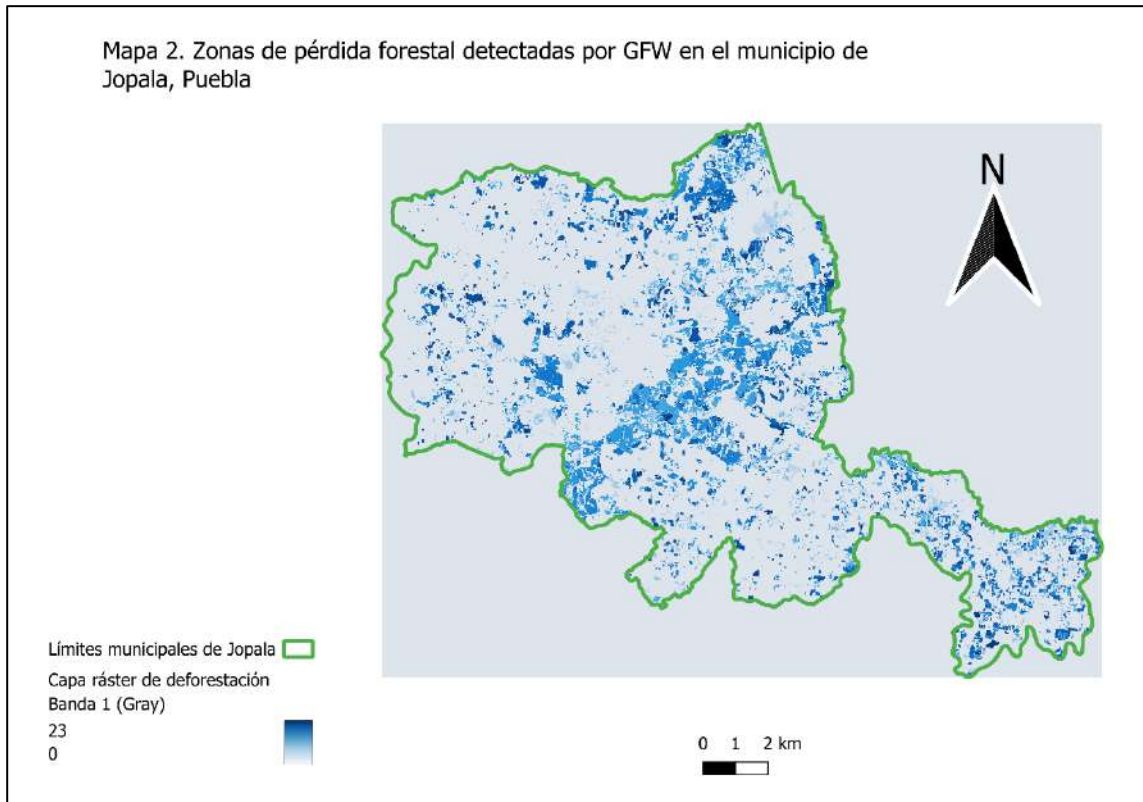 Mapa 2. Zonas de pérdida forestal detectadas por GFW en el municipio de
Jopala, Puebla
N
Límites municipales de Jopala
Capa ráster de deforestación
Banda 1 (Gray)
23
0
0 1 2 km